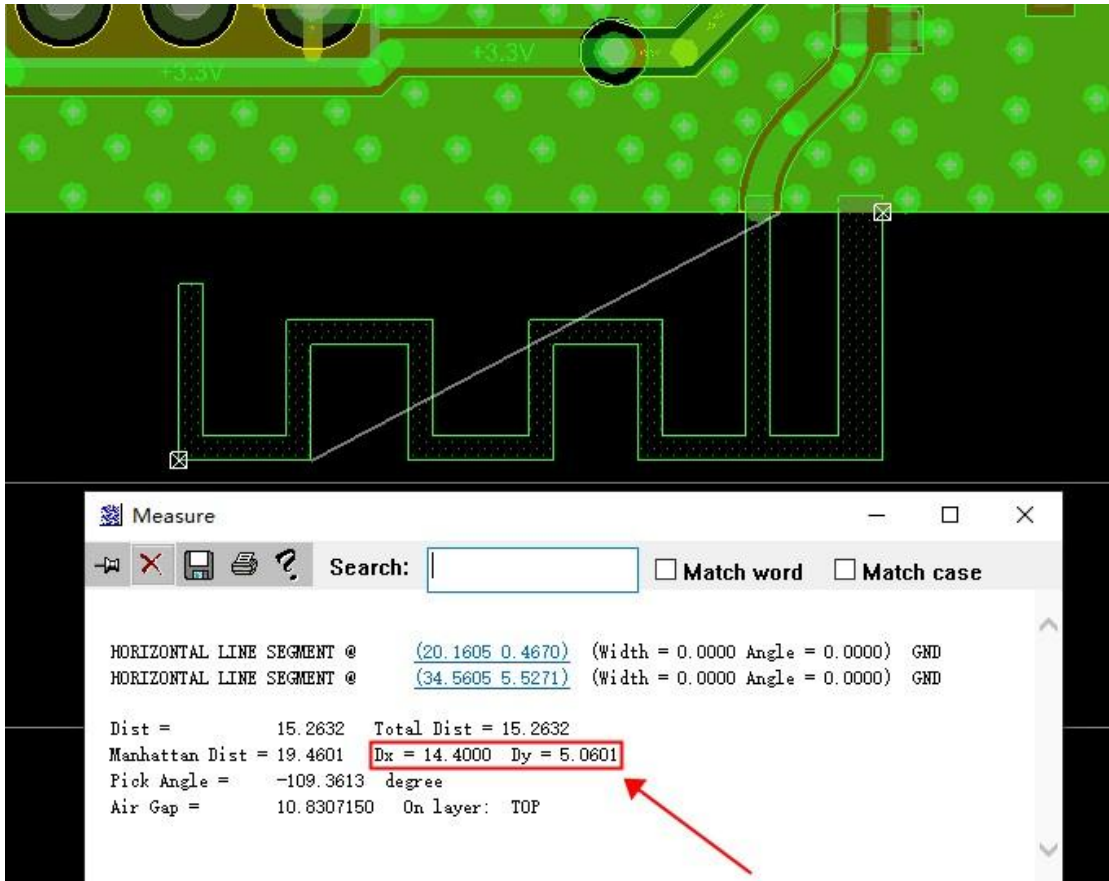 +3.3V
+3.3V
Measure
Search:
Match word
Match case
HORIZONTAL LINE SEGMENT @ (20.1605 0.4670) (Width = 0.0000 Angle = 0.0000) GND
HORIZONTAL LINE SEGMENT @ (34.5605 5.5271) (Width = 0.0000 Angle = 0.0000) GND
Dist = 15.2632 Total Dist = 15.2632
Manhattan Dist = 19.4601 Dx = 14.4000 Dy = 5.0601
Pick Angle = -109.3613 degree
Air Gap = 10.8307150 On layer: TOP